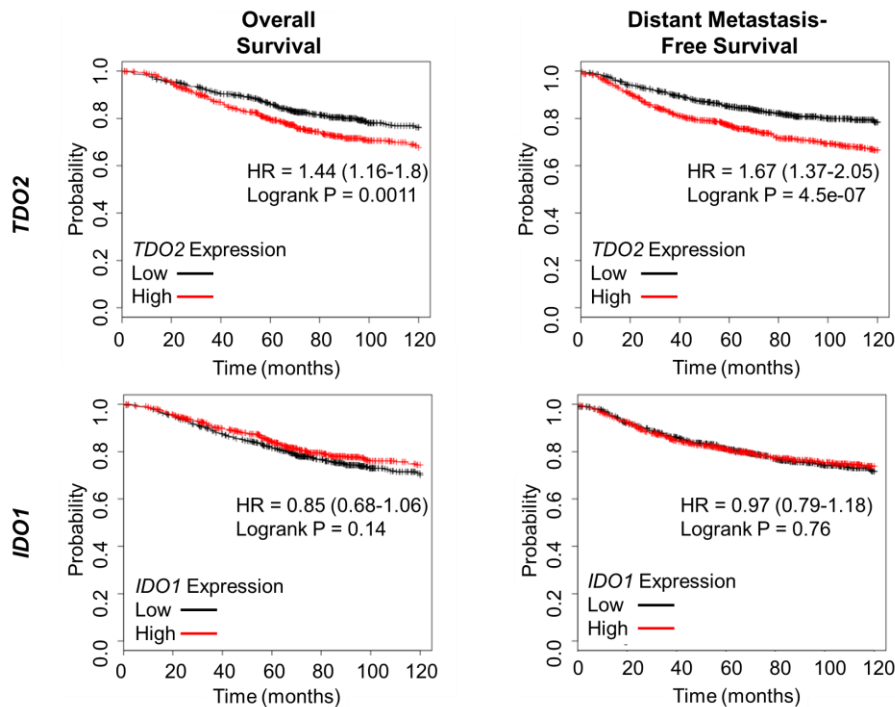 Overall
Survival
Distant Metastasis-
Free Survival
TDO2
Probability
0.0 0.2 0.4 0.6 0.8 1.0
HR = 1.44 (1.16-1.8)
Logrank P = 0.0011
TDO2 Expression
Low
High
0 20 40 60 80 100 120
Time (months)
Probability
0.0 0.2 0.4 0.6 0.8 1.0
HR = 1.67 (1.37-2.05)
Logrank P = 4.5e-07
TDO2 Expression
Low
High
0 20 40 60 80 100 120
Time (months)
IDO1
Probability
0.0 0.2 0.4 0.6 0.8 1.0
HR = 0.85 (0.68-1.06)
Logrank P = 0.14
IDO1 Expression
Low
High
0 20 40 60 80 100 120
Time (months)
Probability
0.0 0.2 0.4 0.6 0.8 1.0
HR = 0.97 (0.79-1.18)
Logrank P = 0.76
IDO1 Expression
Low
High
0 20 40 60 80 100 120
Time (months)